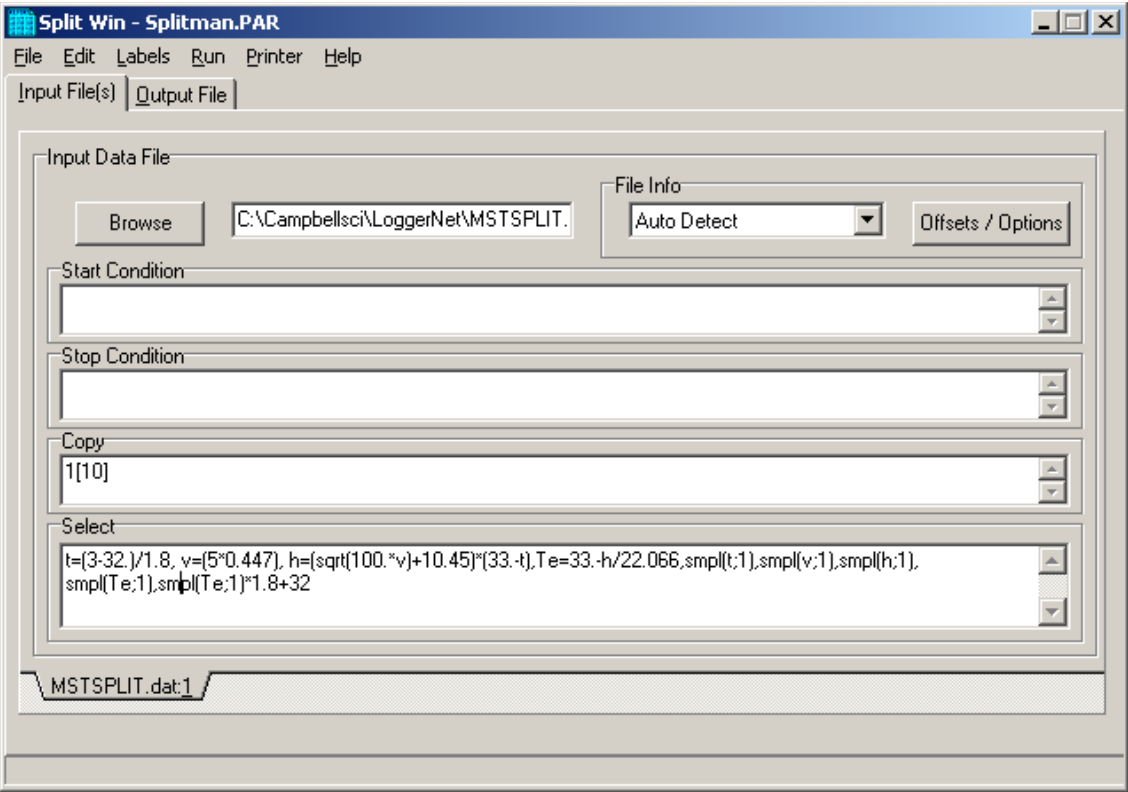 Split Win - Splitman.PAR
File Edit Labels Run Printer Help
Input File(s) Output File
Input Data File
File Info
Browse C:\Campbellsci\LoggerNet\MSTSPLIT. Auto Detect Offsets / Options
Start Condition
Stop Condition
Copy
1[10]
Select
t=(3-32.)/1.8, v=(5*0.447), h=(sqrt(100.*v)+10.45)*(33.-t),Te=33.-h/22.066,smpl(t;1),smpl(v;1),smpl(h;1),
smpl(Te;1),smpl(Te;1)*1.8+32
MSTSPLIT.dat:1